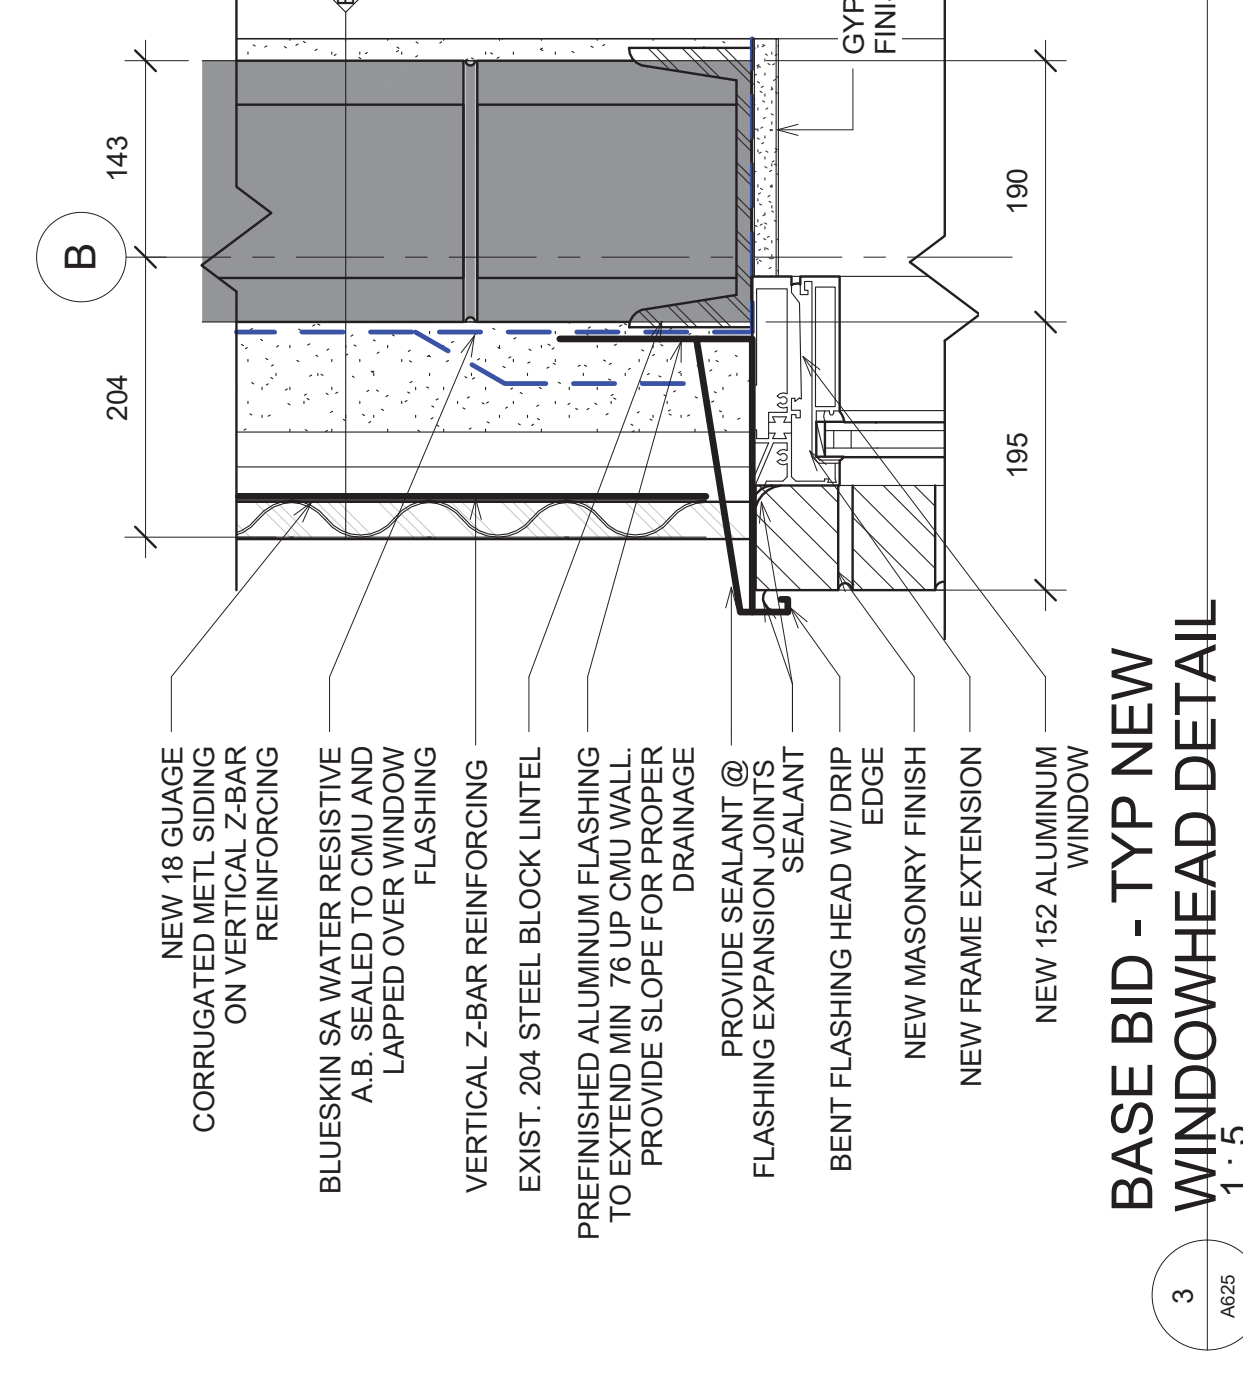 B
204
143
NEW 18 GUAGE
CORRUGATED METL SIDING
ON VERTICAL Z-BAR
REINFORCING
BLUESKIN SA WATER RESISTIVE
A.B. SEALED TO CMU AND
LAPPED OVER WINDOW
FLASHING
VERTICAL Z-BAR REINFORCING
EXIST. 204 STEEL BLOCK LINTEL
PREFINISHED ALUMINUM FLASHING
TO EXTEND MIN 76 UP CMU WALL.
PROVIDE SLOPE FOR PROPER
DRAINAGE
PROVIDE SEALANT @
FLASHING EXPANSION JOINTS
SEALANT
BENT FLASHING HEAD W/ DRIP
EDGE
NEW MASONRY FINISH
NEW FRAME EXTENSION
NEW 152 ALUMINUM
WINDOW
GYP
FINI
195
190
3
A625
BASE BID - TYP NEW
WINDOWHEAD DETAIL
1 : 5